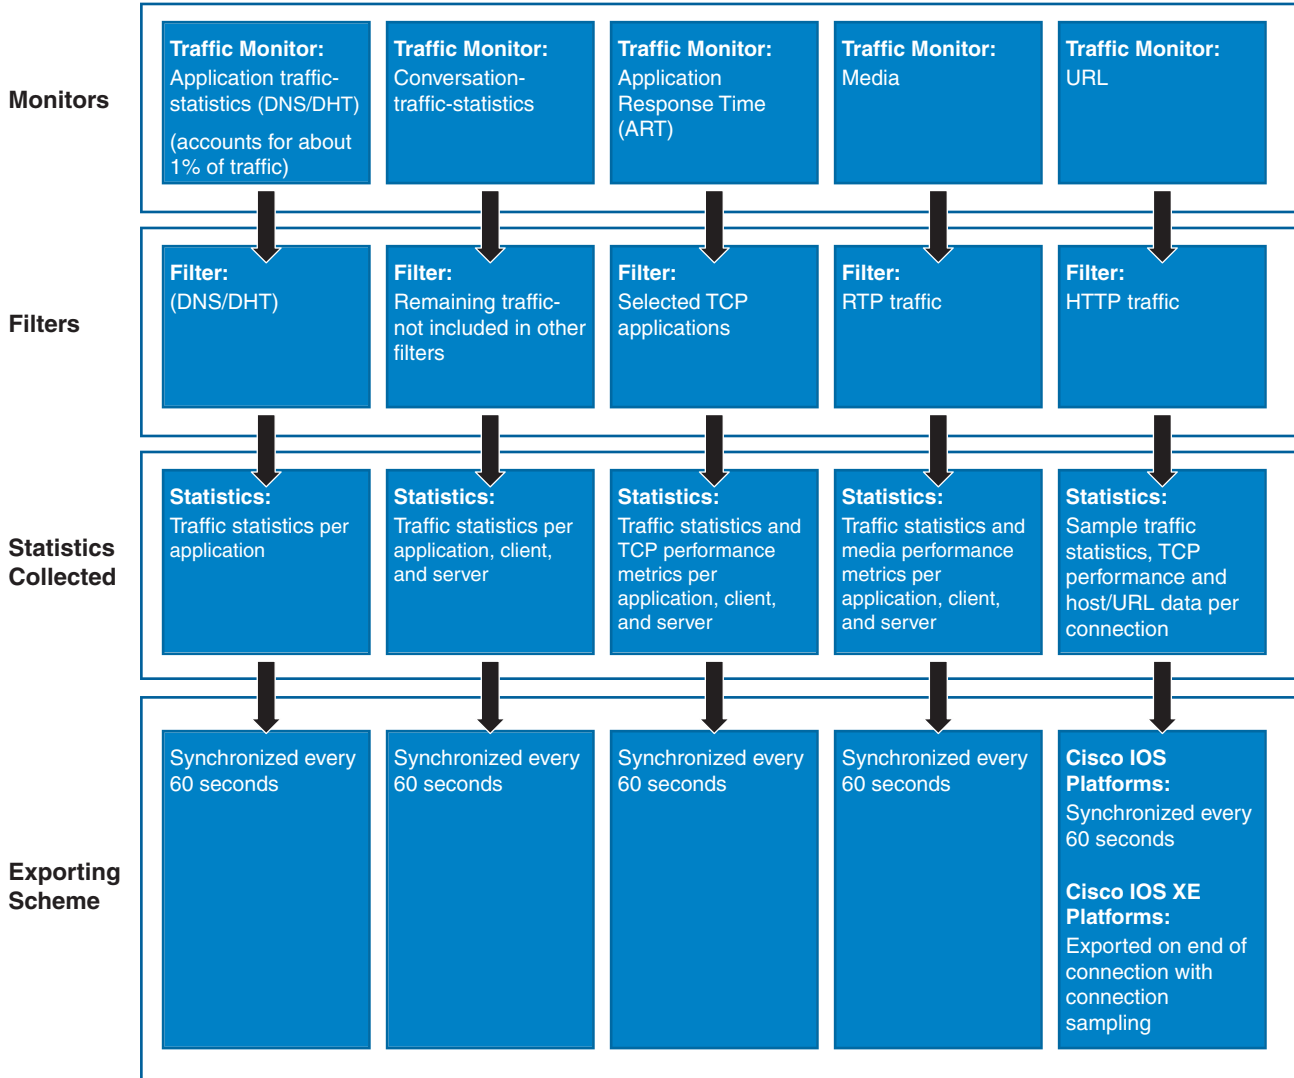 Monitors
Traffic Monitor:
Application traffic-
statistics (DNS/DHT)
(accounts for about
1% of traffic)
Traffic Monitor:
Conversation-
traffic-statistics
Traffic Monitor:
Application
Response Time
(ART)
Traffic Monitor:
Media
Traffic Monitor:
URL
Filters
Filter:
(DNS/DHT)
Filter:
Remaining traffic-
not included in other
filters
Filter:
Selected TCP
applications
Filter:
RTP traffic
Filter:
HTTP traffic
Statistics
Collected
Statistics:
Traffic statistics per
application
Statistics:
Traffic statistics per
application, client,
and server
Statistics:
Traffic statistics and
TCP performance
metrics per
application, client,
and server
Statistics:
Traffic statistics and
media performance
metrics per
application, client,
and server
Statistics:
Sample traffic
statistics, TCP
performance and
host/URL data per
connection
Exporting
Scheme
Synchronized every
60 seconds
Synchronized every
60 seconds
Synchronized every
60 seconds
Synchronized every
60 seconds
Cisco IOS
Platforms:
Synchronized every
60 seconds
Cisco IOS XE
Platforms:
Exported on end of
connection with
connection
sampling